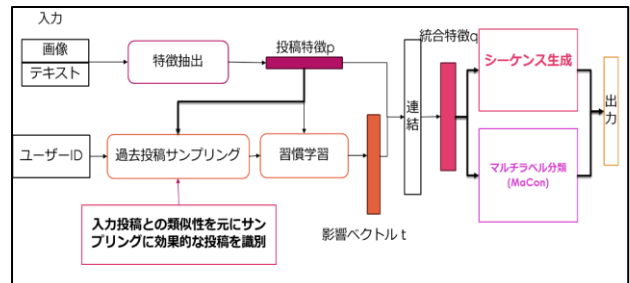 入力
画像
テキスト
特徴抽出
投稿特徴p
統合特徴q
シーケンス生成
連結
出力
ユーザーID
過去投稿サンプリング
習慣学習
マルチラベル分類
(MaCon)
影響ベクトル t
入力投稿との類似性を元にサン
プリングに効果的な投稿を識別